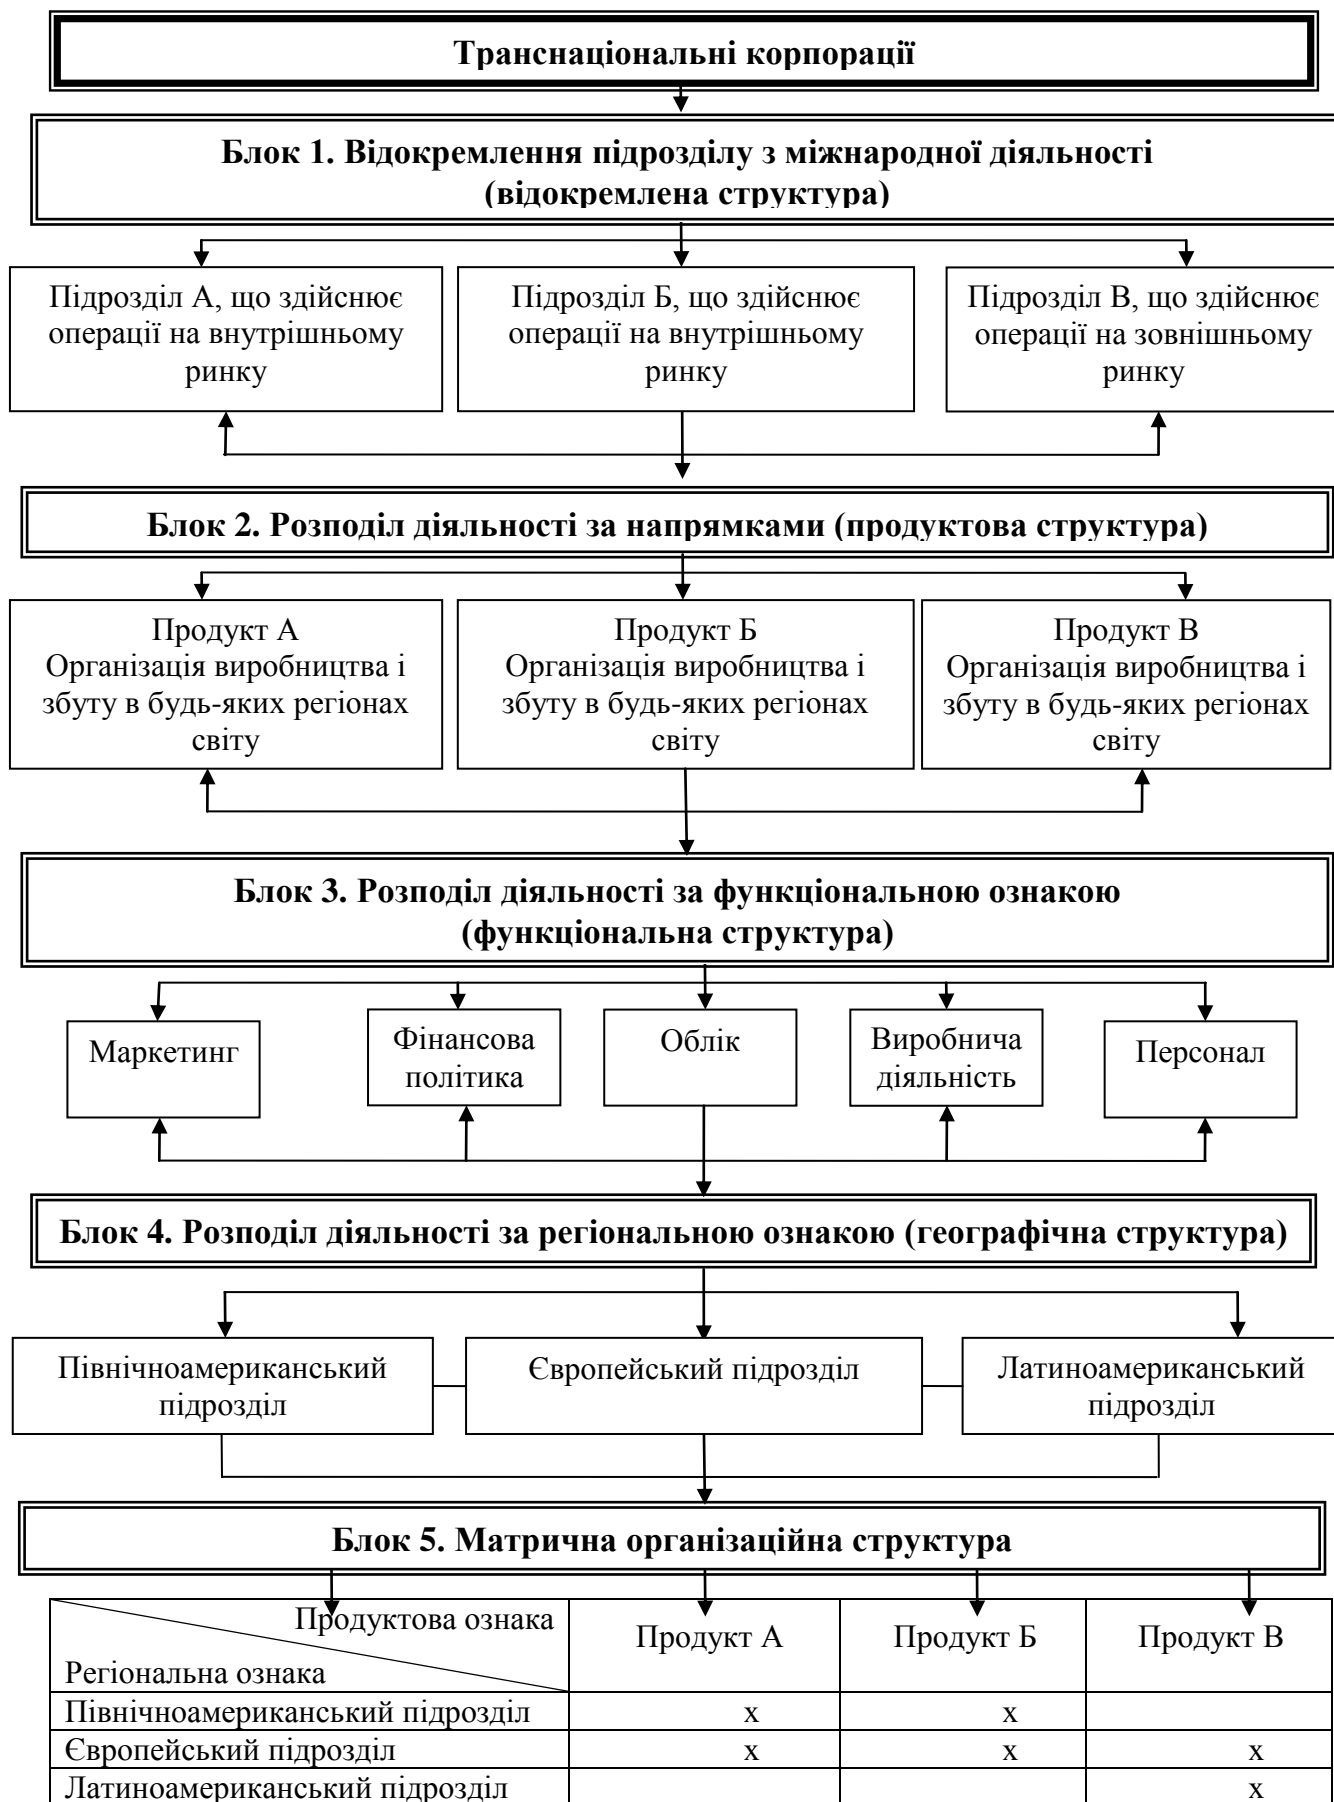 Транснаціональні корпорації
Блок 1. Відокремлення підрозділу з міжнародної діяльності
(відокремлена структура)
Підрозділ А, що здійснює
операції на внутрішньому
ринку
Підрозділ Б, що здійснює
операції на внутрішньому
ринку
Підрозділ В, що здійснює
операції на зовнішньому
ринку
Блок 2. Розподіл діяльності за напрямками (продуктова структура)
Продукт А
Організація виробництва і
збуту в будь-яких регіонах
світу
Продукт Б
Організація виробництва і
збуту в будь-яких регіонах
світу
Продукт В
Організація виробництва і
збуту в будь-яких регіонах
світу
Блок 3. Розподіл діяльності за функціональною ознакою
(функціональна структура)
Маркетинг
Фінансова
політика
Облік
Виробнича
діяльність
Персонал
Блок 4. Розподіл діяльності за регіональною ознакою (географічна структура)
Північноамериканський
підрозділ
Європейський підрозділ
Латиноамериканський
підрозділ
Блок 5. Матрична організаційна структура
Продуктова ознака
Регіональна ознака
Продукт А
Продукт Б
Продукт В
Північноамериканський підрозділ х х
Європейський підрозділ х х х
Латиноамериканський підрозділ х